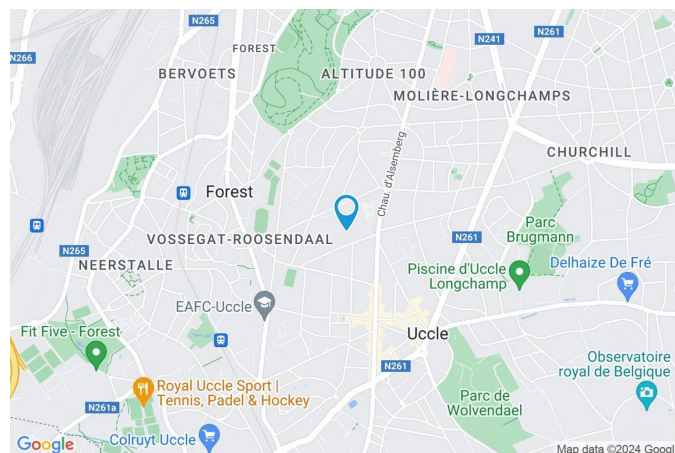 N265
N261
N241
N266
FOREST
BERVOETS
ALTITUDE 100
MOLIÈRE-LONGCHAMPS
Chau. d'Alsemberg
CHURCHILL
Forest
Parc
Brugmann
N265
VOSSEGAT-ROOSENDAAL
N261
NEERSTALLE
Piscine d'Uccle
Longchamp
Delhaize De Fré
EAFC-Uccle
Fit Five - Forest
Uccle
N261
Observatoire
royal de Belgique
Royal Uccle Sport |
Tennis, Padel & Hockey
Parc de
Wolvendael
N261a
Colruyt Uccle
Google
Map data ©2024 Googl